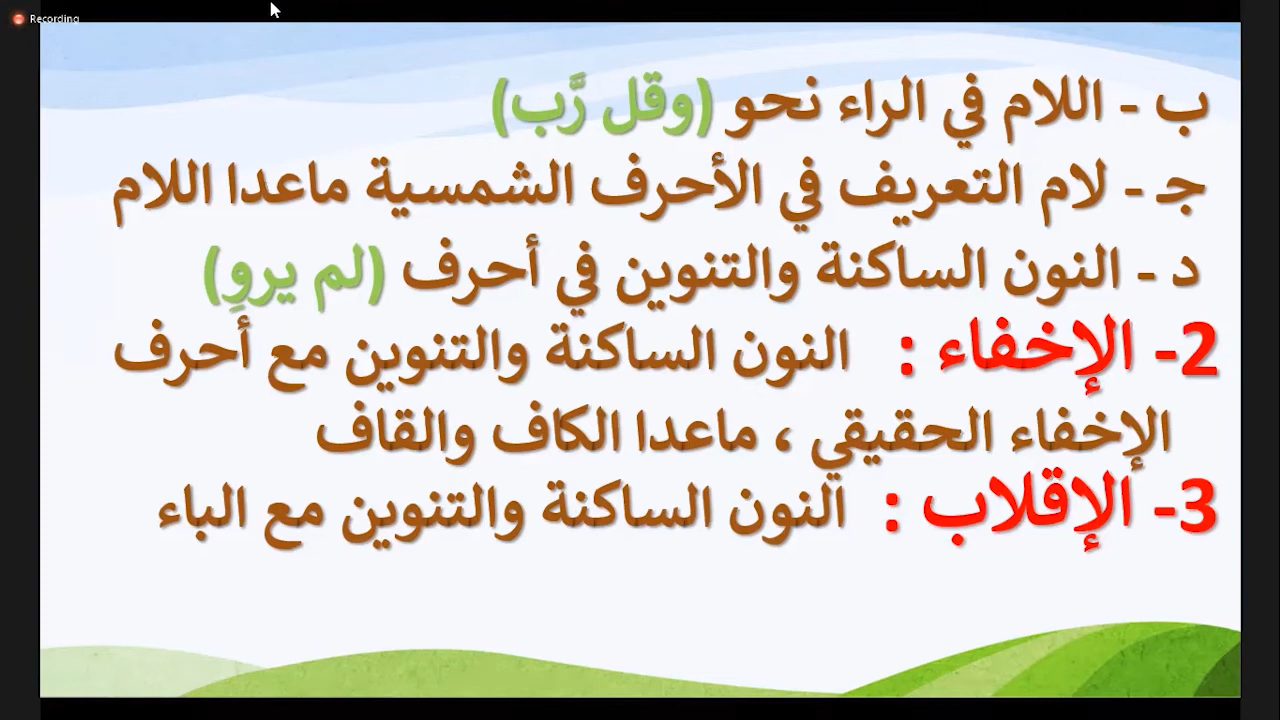 Recording
ب - اللام في الراء نحو (وقل رَّب)
جـ - لام التعريف في الأحرف الشمسية ماعدا اللام
د - النون الساكنة والتنوين في أحرف (لم يروِ)
2- الإخفاء : النون الساكنة والتنوين مع أحرف
الإخفاء الحقيقي ، ماعدا الكاف والقاف
3- الإقلاب : النون الساكنة والتنوين مع الباء